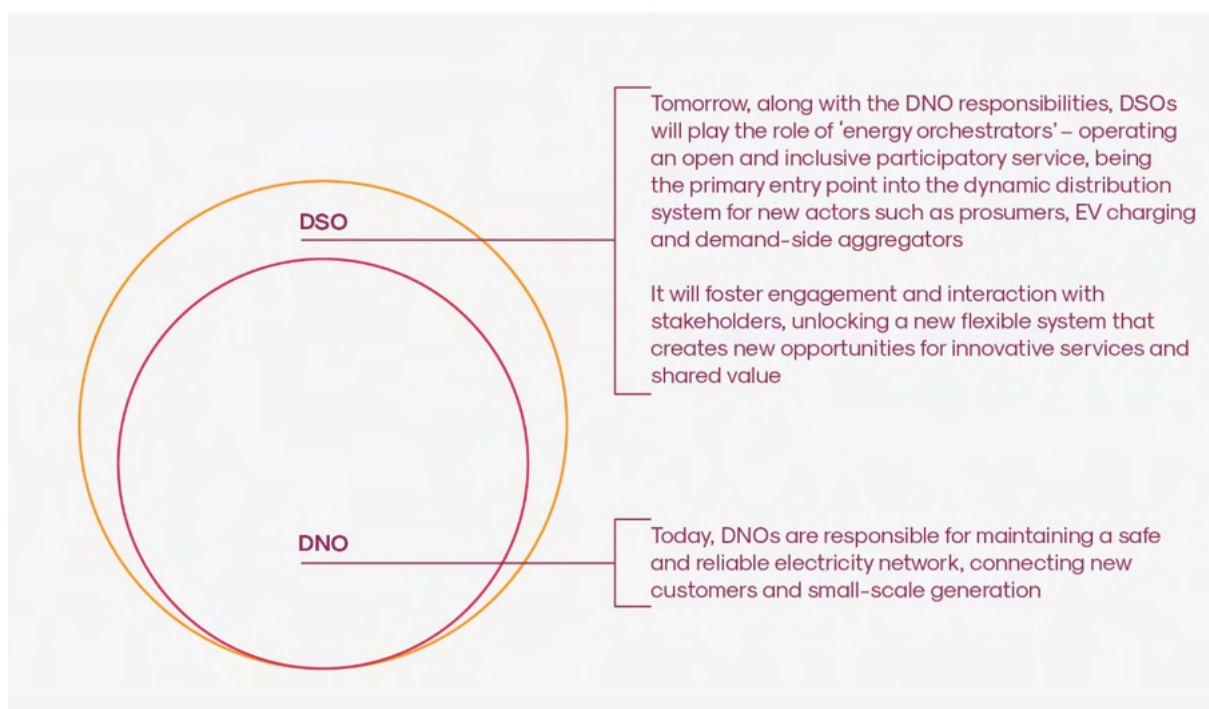 DSO
Tomorrow, along with the DNO responsibilities, DSOs
will play the role of ‘energy orchestrators’ – operating
an open and inclusive participatory service, being
the primary entry point into the dynamic distribution
system for new actors such as prosumers, EV charging
and demand-side aggregators
It will foster engagement and interaction with
stakeholders, unlocking a new flexible system that
creates new opportunities for innovative services and
shared value
DNO
Today, DNOs are responsible for maintaining a safe
and reliable electricity network, connecting new
customers and small-scale generation